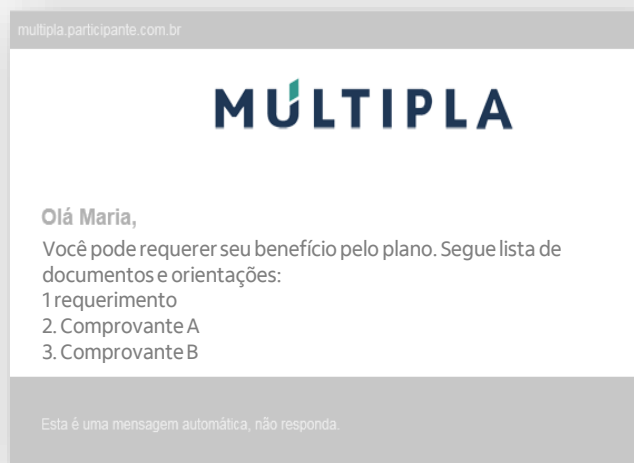 multipla.participante.com.br
MÚLTIPLA
Olá Maria,
Você pode requerer seu benefício pelo plano. Segue lista de
documentos e orientações:
1 requerimento
2. Comprovante A
3. Comprovante B
Esta é uma mensagem automática, não responda.